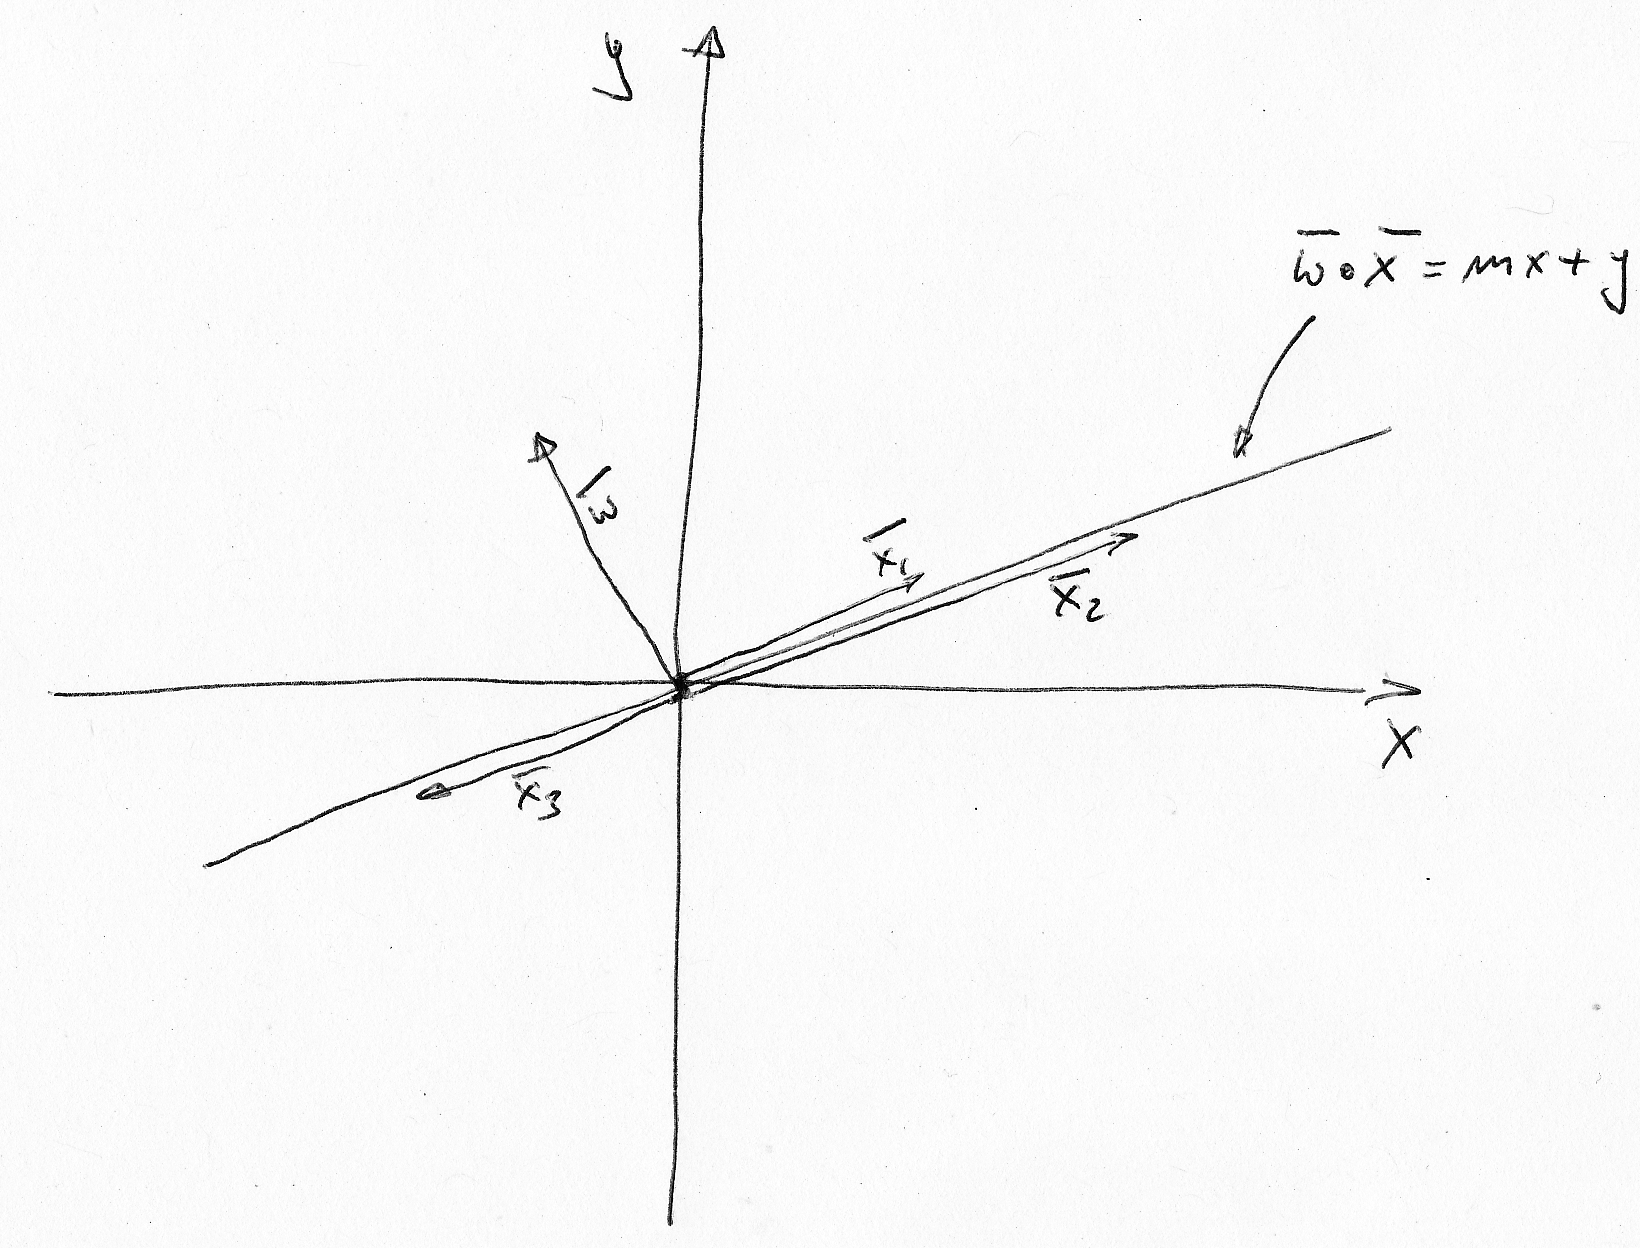 y
w̄ ∘ x̄ = mx + y
w̄
x̄₁
x̄₂
x
x̄₃